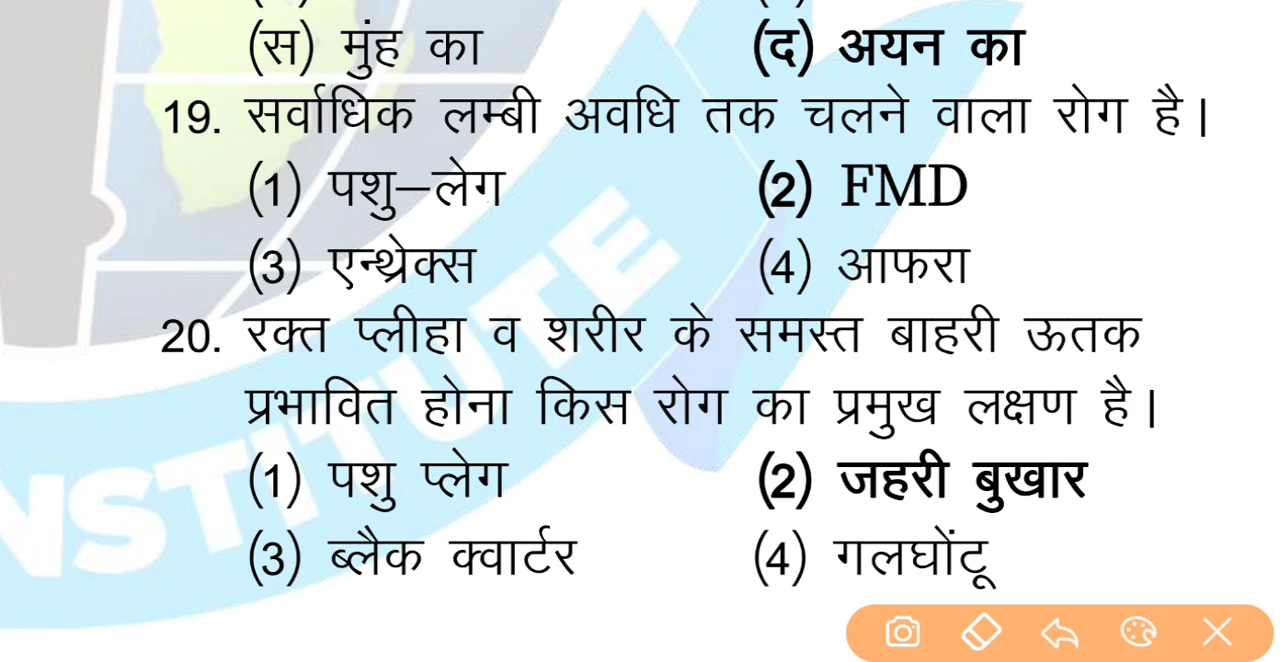 (स) मुंह का (द) अयन का
19. सर्वाधिक लम्बी अवधि तक चलने वाला रोग है।
(1) पशु–लेग (2) FMD
(3) एन्थ्रेक्स (4) आफरा
20. रक्त प्लीहा व शरीर के समस्त बाहरी ऊतक
प्रभावित होना किस रोग का प्रमुख लक्षण है।
(1) पशु प्लेग (2) जहरी बुखार
(3) ब्लैक क्वार्टर (4) गलघोंटू
NSTITUTE